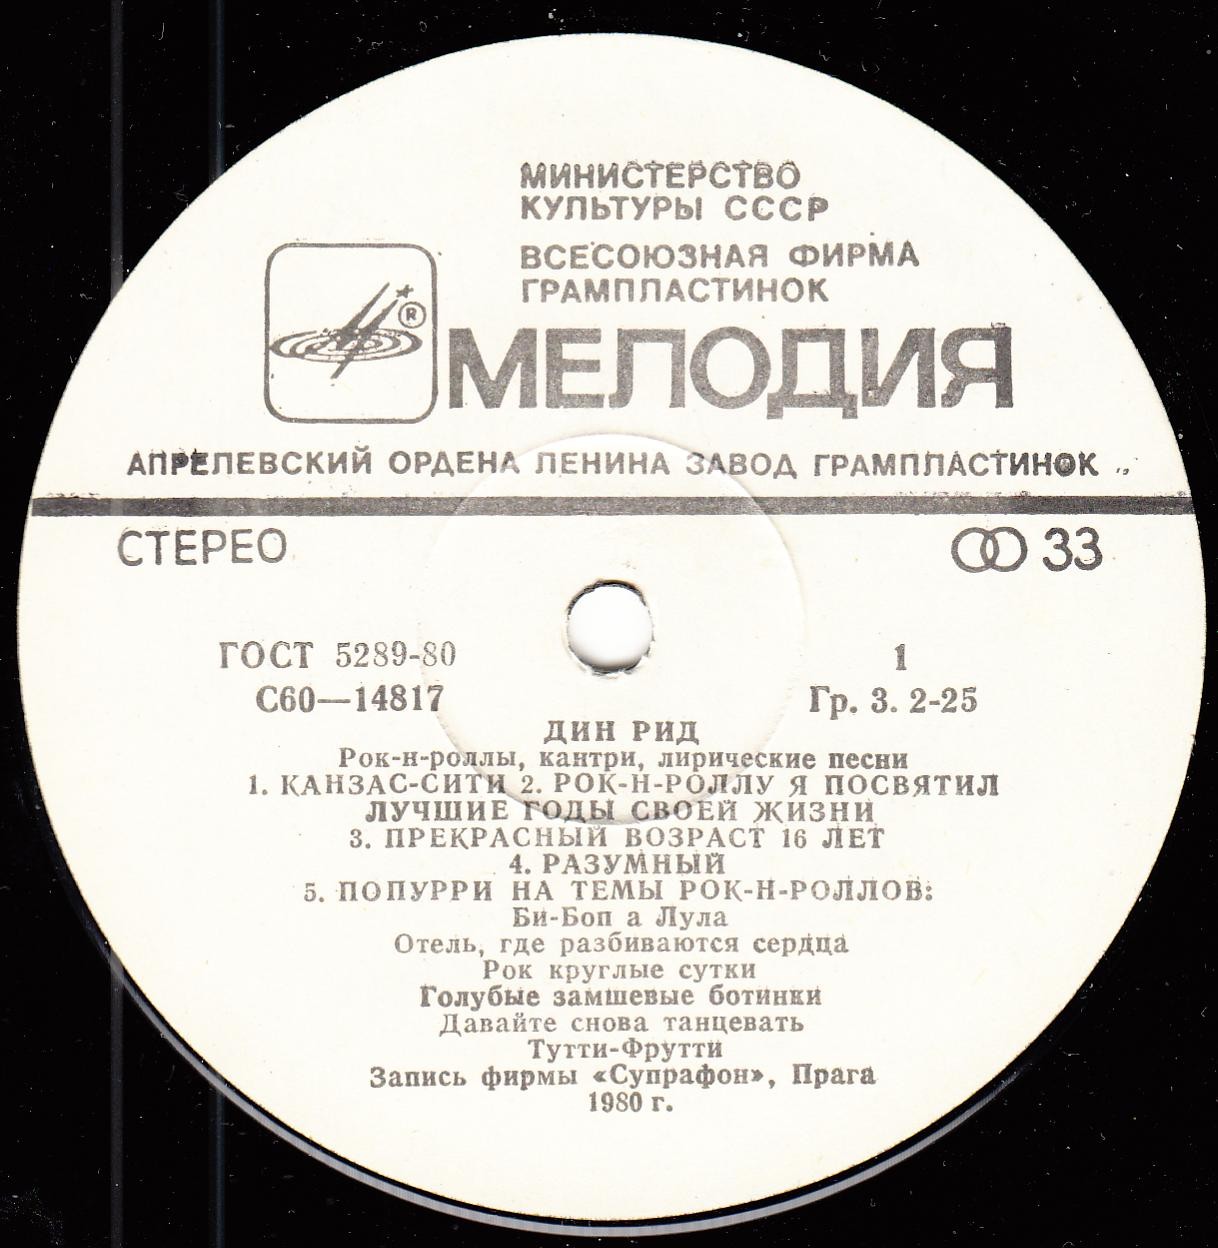 МИНИСТЕРСТВО
КУЛЬТУРЫ СССР
ВСЕСОЮЗНАЯ ФИРМА
ГРАМПЛАСТИНОК
®
МЕЛОДИЯ
АПРЕЛЕВСКИЙ ОРДЕНА ЛЕНИНА ЗАВОД ГРАМПЛАСТИНОК
СТЕРЕО
33
ГОСТ 5289-80
1
С60—14817
Гр. 3. 2-25
ДИН РИД
Рок-н-роллы, кантри, лирические песни
1. КАНЗАС-СИТИ 2. РОК-Н-РОЛЛУ Я ПОСВЯТИЛ
ЛУЧШИЕ ГОДЫ СВОЕЙ ЖИЗНИ
3. ПРЕКРАСНЫЙ ВОЗРАСТ 16 ЛЕТ
4. РАЗУМНЫЙ
5. ПОПУРРИ НА ТЕМЫ РОК-Н-РОЛЛОВ:
Би-Боп а Лула
Отель, где разбиваются сердца
Рок круглые сутки
Голубые замшевые ботинки
Давайте снова танцевать
Тутти-Фрутти
Запись фирмы «Супрафон», Прага
1980 г.